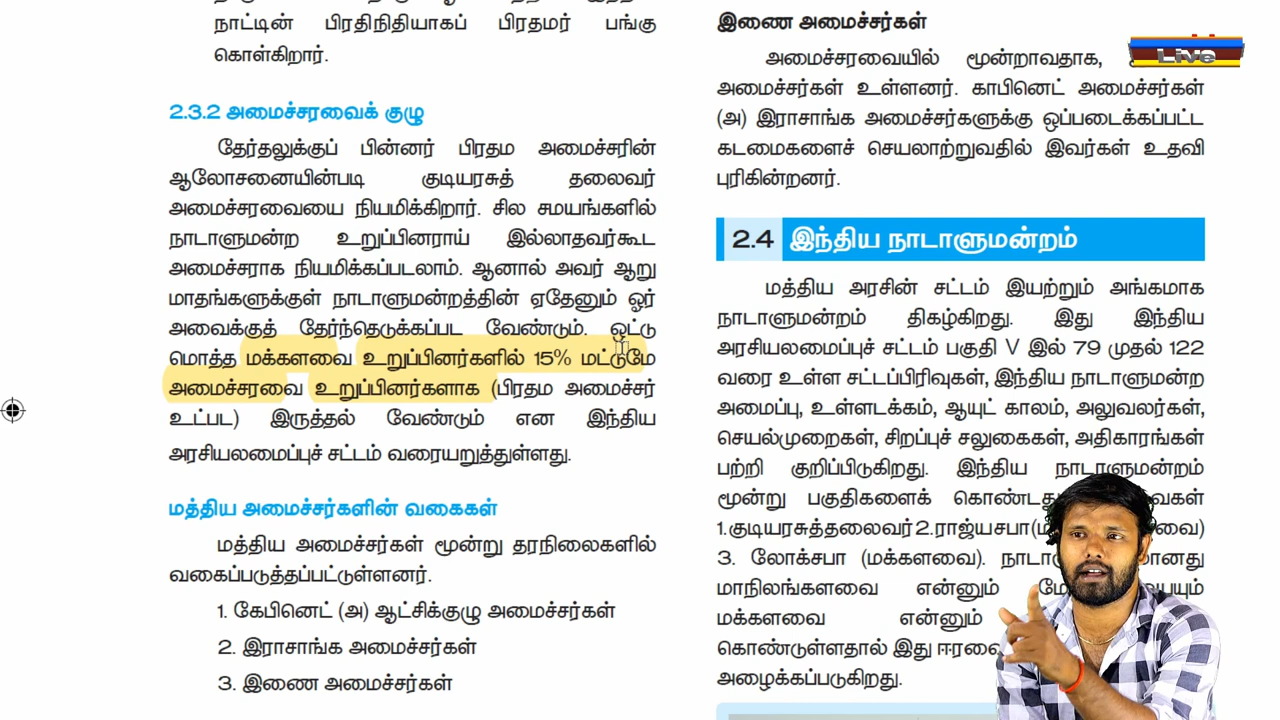 நாட்டின் பிரதிநிதியாகப் பிரதமர் பங்கு
கொள்கிறார்.
2.3.2 அமைச்சரவைக் குழு
தேர்தலுக்குப் பின்னர் பிரதம அமைச்சரின்
ஆலோசனையின்படி குடியரசுத் தலைவர்
அமைச்சரவையை நியமிக்கிறார். சில சமயங்களில்
நாடாளுமன்ற உறுப்பினராய் இல்லாதவர்கூட
அமைச்சராக நியமிக்கப்படலாம். ஆனால் அவர் ஆறு
மாதங்களுக்குள் நாடாளுமன்றத்தின் ஏதேனும் ஓர்
அவைக்குத் தேர்ந்தெடுக்கப்பட வேண்டும். ஒட்டு
மொத்த மக்களவை உறுப்பினர்களில் 15% மட்டுமே
அமைச்சரவை உறுப்பினர்களாக (பிரதம அமைச்சர்
உட்பட) இருத்தல் வேண்டும் என இந்திய
அரசியலமைப்புச் சட்டம் வரையறுத்துள்ளது.
மத்திய அமைச்சர்களின் வகைகள்
மத்திய அமைச்சர்கள் மூன்று தரநிலைகளில்
வகைப்படுத்தப்பட்டுள்ளனர்.
1. கேபினெட் (அ) ஆட்சிக்குழு அமைச்சர்கள்
2. இராசாங்க அமைச்சர்கள்
3. இணை அமைச்சர்கள்
இணை அமைச்சர்கள்
அமைச்சரவையில் மூன்றாவதாக,
Live
அமைச்சர்கள் உள்ளனர். காபினெட் அமைச்சர்கள்
(அ) இராசாங்க அமைச்சர்களுக்கு ஒப்படைக்கப்பட்ட
கடமைகளைச் செயலாற்றுவதில் இவர்கள் உதவி
புரிகின்றனர்.
2.4 இந்திய நாடாளுமன்றம்
மத்திய அரசின் சட்டம் இயற்றும் அங்கமாக
நாடாளுமன்றம் திகழ்கிறது. இது இந்திய
அரசியலமைப்புச் சட்டம் பகுதி V இல் 79 முதல் 122
வரை உள்ள சட்டப்பிரிவுகள், இந்திய நாடாளுமன்ற
அமைப்பு, உள்ளடக்கம், ஆயுட் காலம், அலுவலர்கள்,
செயல்முறைகள், சிறப்புச் சலுகைகள், அதிகாரங்கள்
பற்றி குறிப்பிடுகிறது. இந்திய நாடாளுமன்றம்
மூன்று பகுதிகளைக்
1.குடியரசுத்தலைவர் 2.ராஜ்யசபா
3. லோக்சபா (மக்களவை).
மாநிலங்களவை என்னும்
மக்களவை என்னும்
கொண்டுள்ளதால் இது
அழைக்கப்படுகிறது.